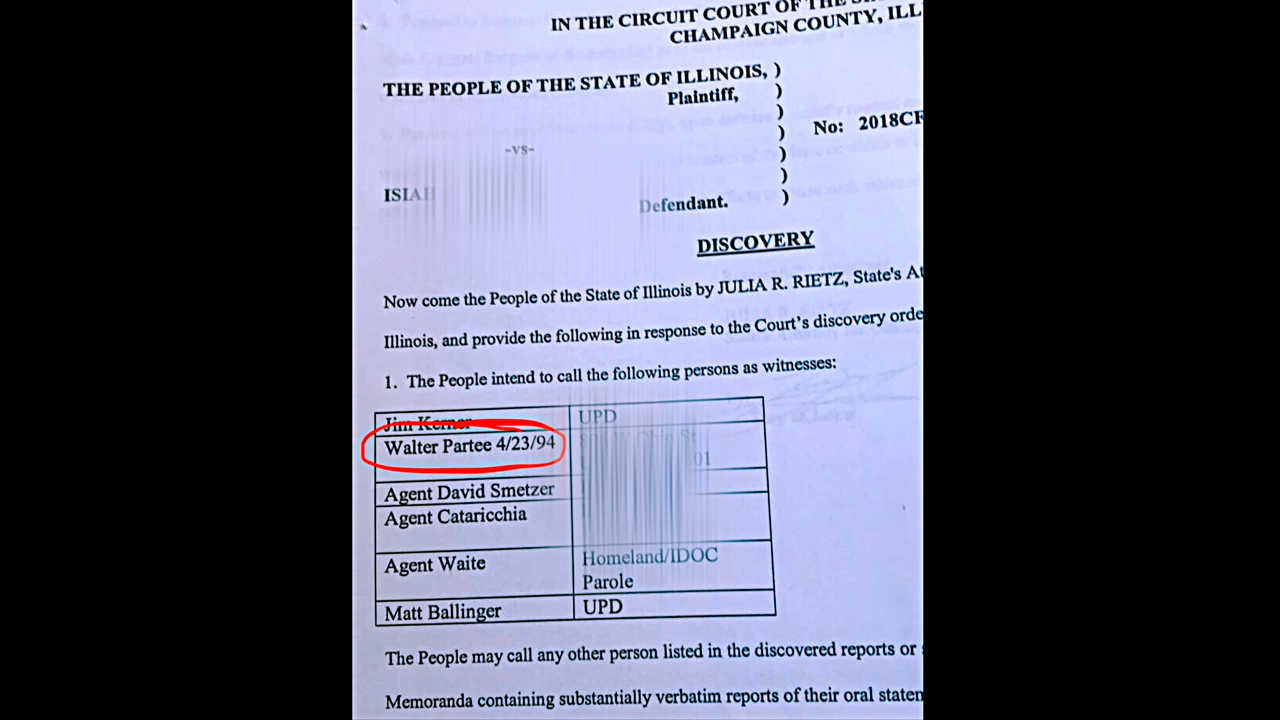 IN THE CIRCUIT COURT OF THE
CHAMPAIGN COUNTY, ILL
THE PEOPLE OF THE STATE OF ILLINOIS, )
Plaintiff, )
)
) No: 2018CF
-vs- )
)
ISIAH Defendant. )
DISCOVERY
Now come the People of the State of Illinois by JULIA R. RIETZ, State's At
Illinois, and provide the following in response to the Court's discovery orde
1. The People intend to call the following persons as witnesses:
Jim Kerner UPD
Walter Partee 4/23/94
01
Agent David Smetzer
Agent Cataricchia
Agent Waite Homeland/IDOC
Parole
Matt Ballinger UPD
The People may call any other person listed in the discovered reports or
Memoranda containing substantially verbatim reports of their oral statem